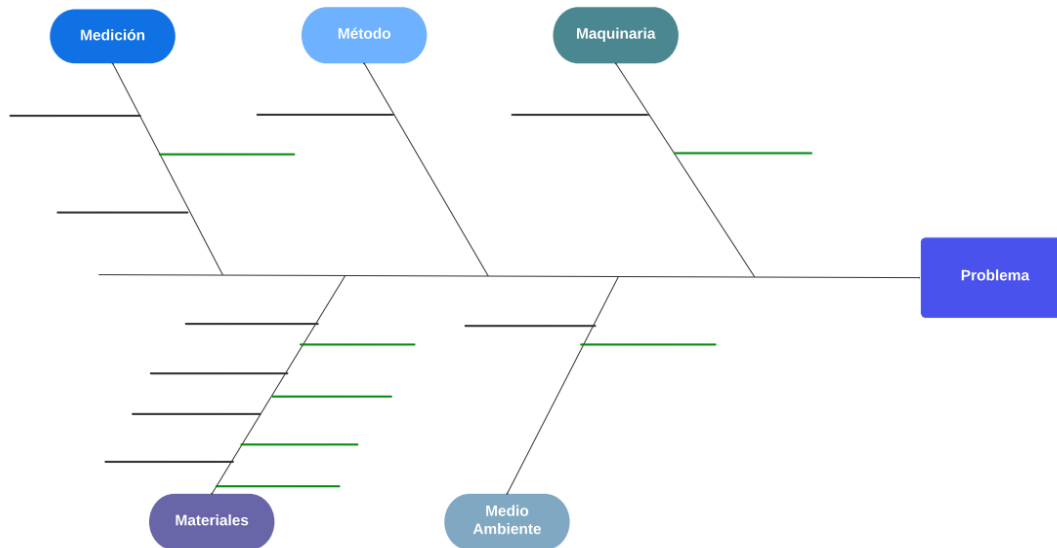 Medición
Método
Maquinaria
Problema
Materiales
Medio
Ambiente